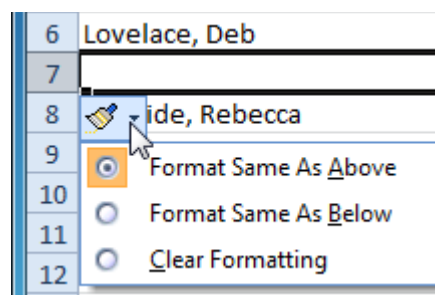 6 Lovelace, Deb
7
8 ide, Rebecca
9
Format Same As Above
10
Format Same As Below
11
Clear Formatting
12